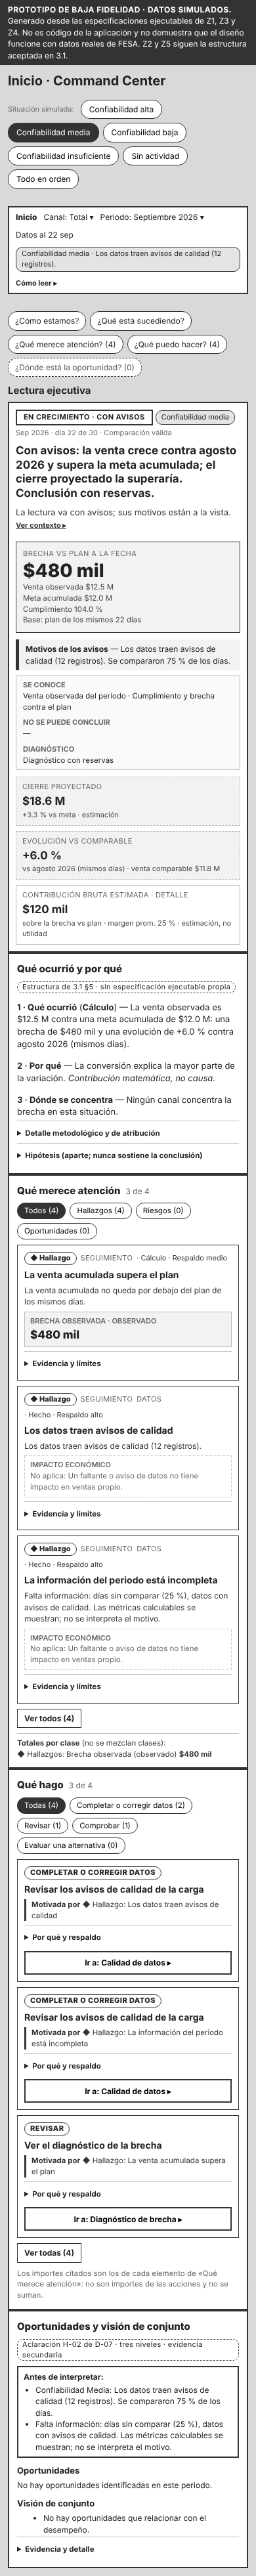 PROTOTIPO DE BAJA FIDELIDAD · DATOS SIMULADOS.
Generado desde las especificaciones ejecutables de Z1, Z3 y
Z4. No es código de la aplicación y no demuestra que el diseño
funcione con datos reales de FESA. Z2 y Z5 siguen la estructura
aceptada en 3.1.
Inicio · Command Center
Situación simulada: Confiabilidad alta
Confiabilidad media Confiabilidad baja
Confiabilidad insuficiente Sin actividad
Todo en orden
Inicio Canal: Total ▾ Periodo: Septiembre 2026 ▾
Datos al 22 sep
Confiabilidad media · Los datos traen avisos de calidad (12
registros).
Cómo leer ▸
¿Cómo estamos? ¿Qué está sucediendo?
¿Qué merece atención? (4) ¿Qué puedo hacer? (4)
¿Dónde está la oportunidad? (0)
Lectura ejecutiva
EN CRECIMIENTO · CON AVISOS Confiabilidad media
Sep 2026 · día 22 de 30 · Comparación válida
Con avisos: la venta crece contra agosto
2026 y supera la meta acumulada; el
cierre proyectado la superaría.
Conclusión con reservas.
La lectura va con avisos; sus motivos están a la vista.
Ver contexto ▸
BRECHA VS PLAN A LA FECHA
$480 mil
Venta observada $12.5 M
Meta acumulada $12.0 M
Cumplimiento 104.0 %
Base: plan de los mismos 22 días
Motivos de los avisos — Los datos traen avisos de
calidad (12 registros). Se compararon 75 % de los días.
SE CONOCE
Venta observada del periodo · Cumplimiento y brecha
contra el plan
NO SE PUEDE CONCLUIR
—
DIAGNÓSTICO
Diagnóstico con reservas
CIERRE PROYECTADO
$18.6 M
+3.3 % vs meta · estimación
EVOLUCIÓN VS COMPARABLE
+6.0 %
vs agosto 2026 (mismos días) · venta comparable $11.8 M
CONTRIBUCIÓN BRUTA ESTIMADA · DETALLE
$120 mil
sobre la brecha vs plan · margen prom. 25 % · estimación, no
utilidad
Qué ocurrió y por qué
Estructura de 3.1 §5 · sin especificación ejecutable propia
1 · Qué ocurrió (Cálculo) — La venta observada es
$12.5 M contra una meta acumulada de $12.0 M: una
brecha de $480 mil y una evolución de +6.0 % contra
agosto 2026 (mismos días).
2 · Por qué — La conversión explica la mayor parte de
la variación. Contribución matemática, no causa.
3 · Dónde se concentra — Ningún canal concentra la
brecha en esta situación.
▸ Detalle metodológico y de atribución
▸ Hipótesis (aparte; nunca sostiene la conclusión)
Qué merece atención 3 de 4
Todos (4) Hallazgos (4) Riesgos (0)
Oportunidades (0)
◆ Hallazgo SEGUIMIENTO · Cálculo · Respaldo medio
La venta acumulada supera el plan
La venta acumulada no queda por debajo del plan de
los mismos días.
BRECHA OBSERVADA · OBSERVADO
$480 mil
▸ Evidencia y límites
◆ Hallazgo SEGUIMIENTO DATOS
· Hecho · Respaldo alto
Los datos traen avisos de calidad
Los datos traen avisos de calidad (12 registros).
IMPACTO ECONÓMICO
No aplica: Un faltante o aviso de datos no tiene
impacto en ventas propio.
▸ Evidencia y límites
◆ Hallazgo SEGUIMIENTO DATOS
· Hecho · Respaldo alto
La información del periodo está incompleta
Falta información: días sin comparar (25 %), datos con
avisos de calidad. Las métricas calculables se
muestran; no se interpreta el motivo.
IMPACTO ECONÓMICO
No aplica: Un faltante o aviso de datos no tiene
impacto en ventas propio.
▸ Evidencia y límites
Ver todos (4)
Totales por clase (no se mezclan clases):
◆ Hallazgos: Brecha observada (observado) $480 mil
Qué hago 3 de 4
Todas (4) Completar o corregir datos (2)
Revisar (1) Comprobar (1)
Evaluar una alternativa (0)
COMPLETAR O CORREGIR DATOS
Revisar los avisos de calidad de la carga
Motivada por ◆ Hallazgo: Los datos traen avisos de
calidad
▸ Por qué y respaldo
Ir a: Calidad de datos ▸
COMPLETAR O CORREGIR DATOS
Revisar los avisos de calidad de la carga
Motivada por ◆ Hallazgo: La información del periodo
está incompleta
▸ Por qué y respaldo
Ir a: Calidad de datos ▸
REVISAR
Ver el diagnóstico de la brecha
Motivada por ◆ Hallazgo: La venta acumulada supera
el plan
▸ Por qué y respaldo
Ir a: Diagnóstico de brecha ▸
Ver todas (4)
Los importes citados son los de cada elemento de «Qué
merece atención»: no son importes de las acciones y no se
suman.
Oportunidades y visión de conjunto
Aclaración H-02 de D-07 · tres niveles · evidencia
secundaria
Antes de interpretar:
• Confiabilidad Media: Los datos traen avisos de
calidad (12 registros). Se compararon 75 % de los
días.
• Falta información: días sin comparar (25 %), datos
con avisos de calidad. Las métricas calculables se
muestran; no se interpreta el motivo.
Oportunidades
No hay oportunidades identificadas en este periodo.
Visión de conjunto
• No hay oportunidades que relacionar con el
desempeño.
▸ Evidencia y detalle